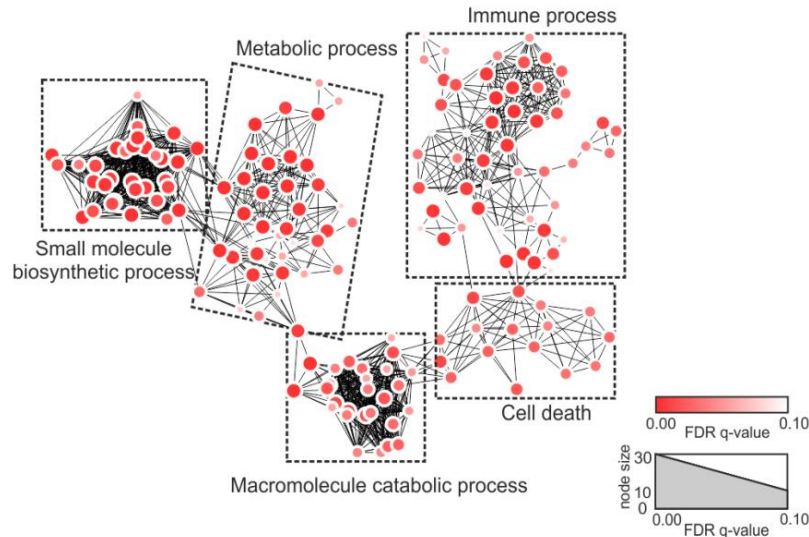 Immune process
Metabolic process
Small molecule
biosynthetic process
Cell death
Macromolecule catabolic process
0.00 0.10
FDR q-value
node size
30
10
0
0.00 0.10
FDR q-value